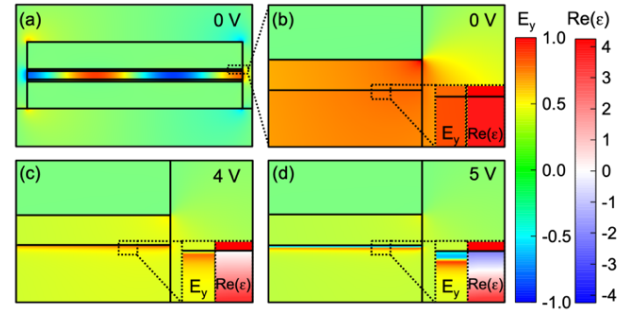 (a)
0 V
(b)
0 V
E_y
Re(ε)
(c)
4 V
E_y
Re(ε)
(d)
5 V
E_y
Re(ε)
E_y
1.0
0.5
0.0
-0.5
-1.0
Re(ε)
4
3
2
1
0
-1
-2
-3
-4